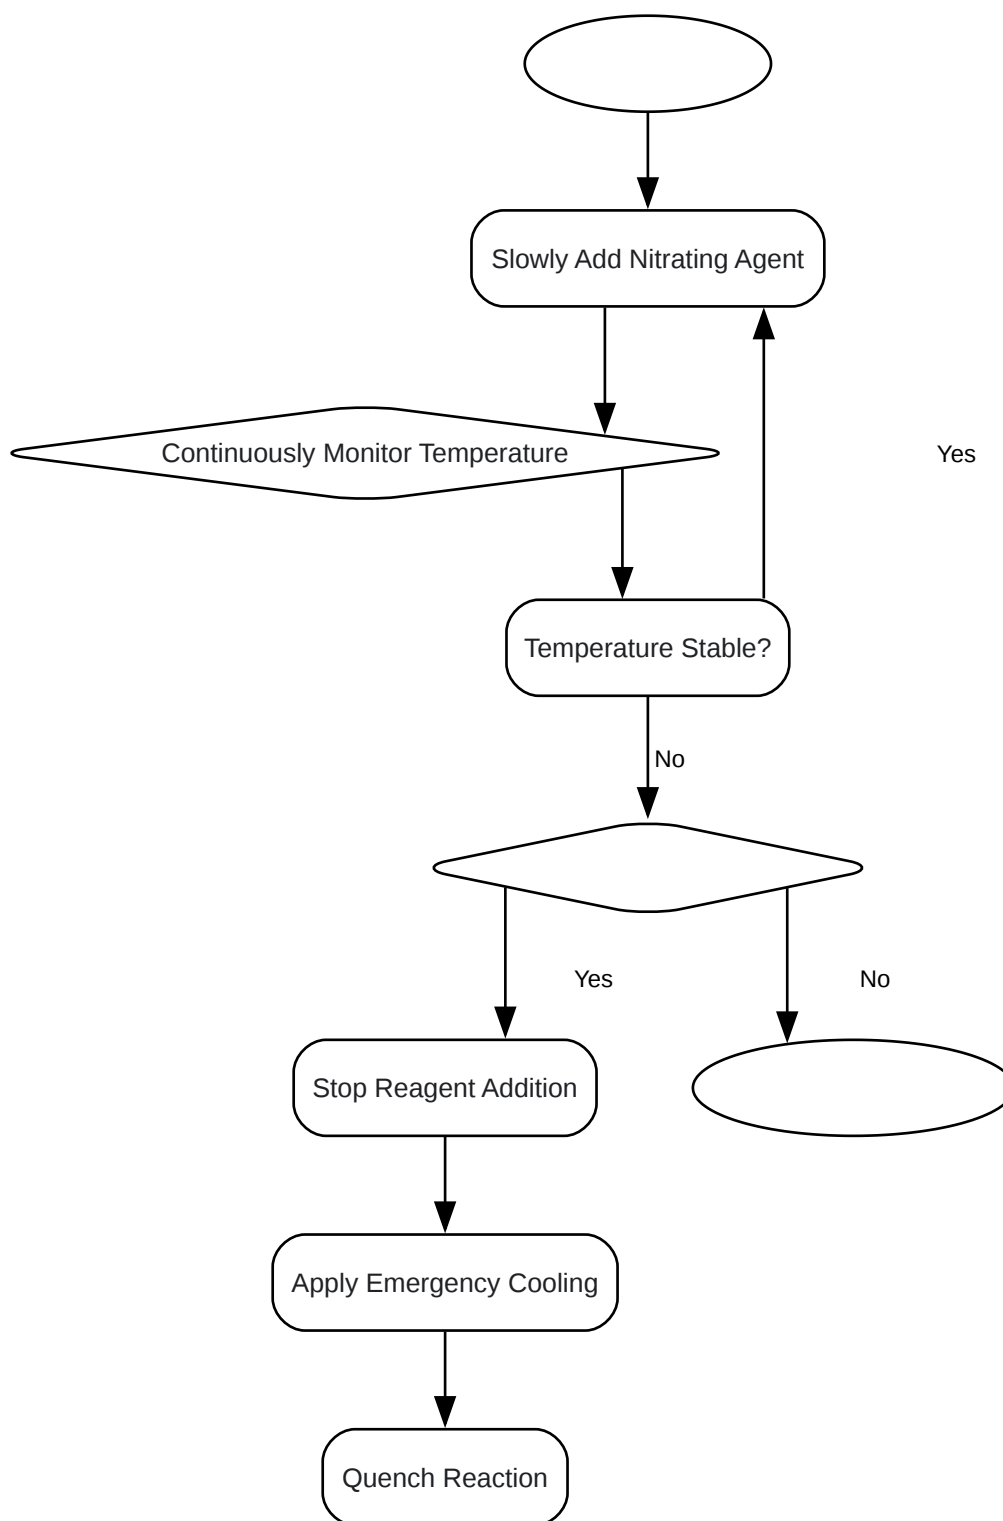 Slowly Add Nitrating Agent
Continuously Monitor Temperature
Yes
Temperature Stable?
No
Yes
No
Stop Reagent Addition
Apply Emergency Cooling
Quench Reaction